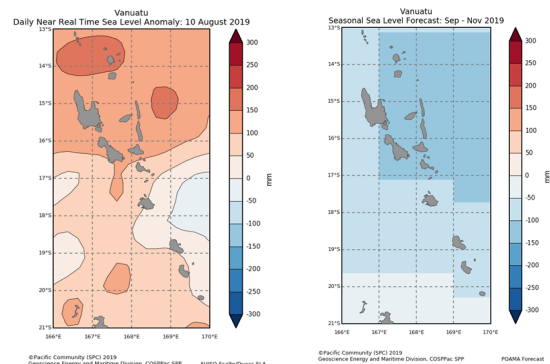 Vanuatu
Daily Near Real Time Sea Level Anomaly: 10 August 2019
13°S
14°S
15°S
16°S
17°S
18°S
19°S
20°S
21°S
166°E
167°E
168°E
169°E
170°E
300
250
200
150
100
50
0
-50
-100
-150
-200
-250
-300
mm
©Pacific Community (SPC) 2019
Geoscience Energy and Maritime Division, COSPPac SPP
Vanuatu
Seasonal Sea Level Forecast: Sep - Nov 2019
13°S
14°S
15°S
16°S
17°S
18°S
19°S
20°S
21°S
166°E
167°E
168°E
169°E
170°E
300
250
200
150
100
50
0
-50
-100
-150
-200
-250
-300
mm
©Pacific Community (SPC) 2019
Geoscience Energy and Maritime Division, COSPPac SPP
POAMA Forecast